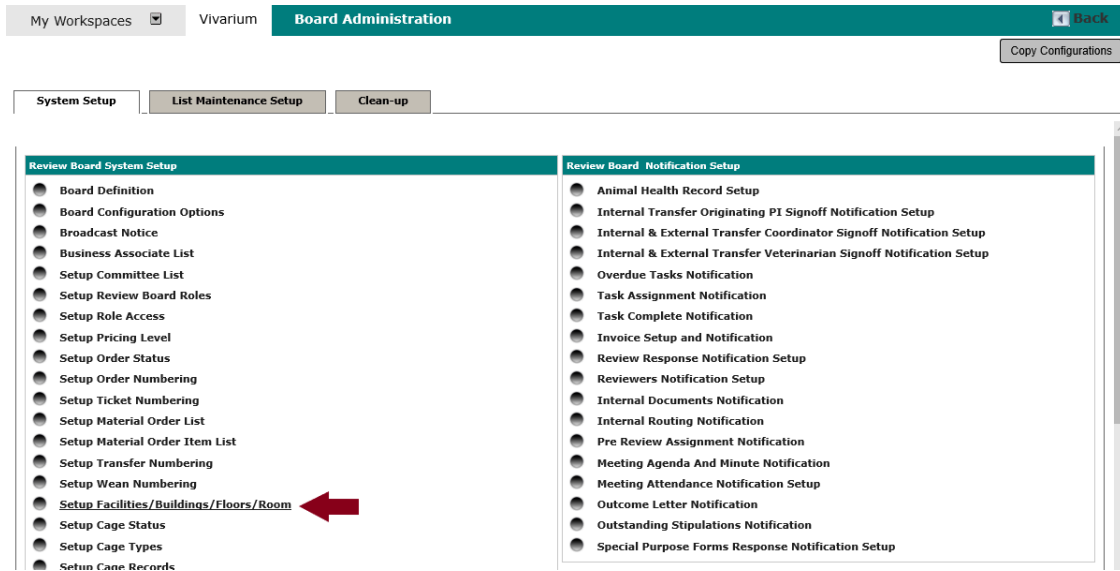 My Workspaces Vivarium Board Administration Back
Copy Configurations
System Setup List Maintenance Setup Clean-up
Review Board System Setup
Board Definition
Board Configuration Options
Broadcast Notice
Business Associate List
Setup Committee List
Setup Review Board Roles
Setup Role Access
Setup Pricing Level
Setup Order Status
Setup Order Numbering
Setup Ticket Numbering
Setup Material Order List
Setup Material Order Item List
Setup Transfer Numbering
Setup Wean Numbering
Setup Facilities/Buildings/Floors/Room
Setup Cage Status
Setup Cage Types
Setup Cage Records
Review Board Notification Setup
Animal Health Record Setup
Internal Transfer Originating PI Signoff Notification Setup
Internal & External Transfer Coordinator Signoff Notification Setup
Internal & External Transfer Veterinarian Signoff Notification Setup
Overdue Tasks Notification
Task Assignment Notification
Task Complete Notification
Invoice Setup and Notification
Review Response Notification Setup
Reviewers Notification Setup
Internal Documents Notification
Internal Routing Notification
Pre Review Assignment Notification
Meeting Agenda And Minute Notification
Meeting Attendance Notification Setup
Outcome Letter Notification
Outstanding Stipulations Notification
Special Purpose Forms Response Notification Setup